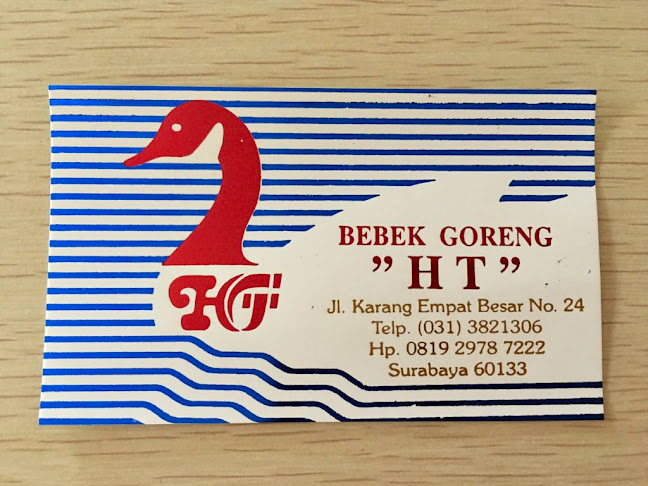 BEBEK GORENG
"HT"
Jl. Karang Empat Besar No. 24
Telp. (031) 3821306
Hp. 0819 2978 7222
Surabaya 60133
HT